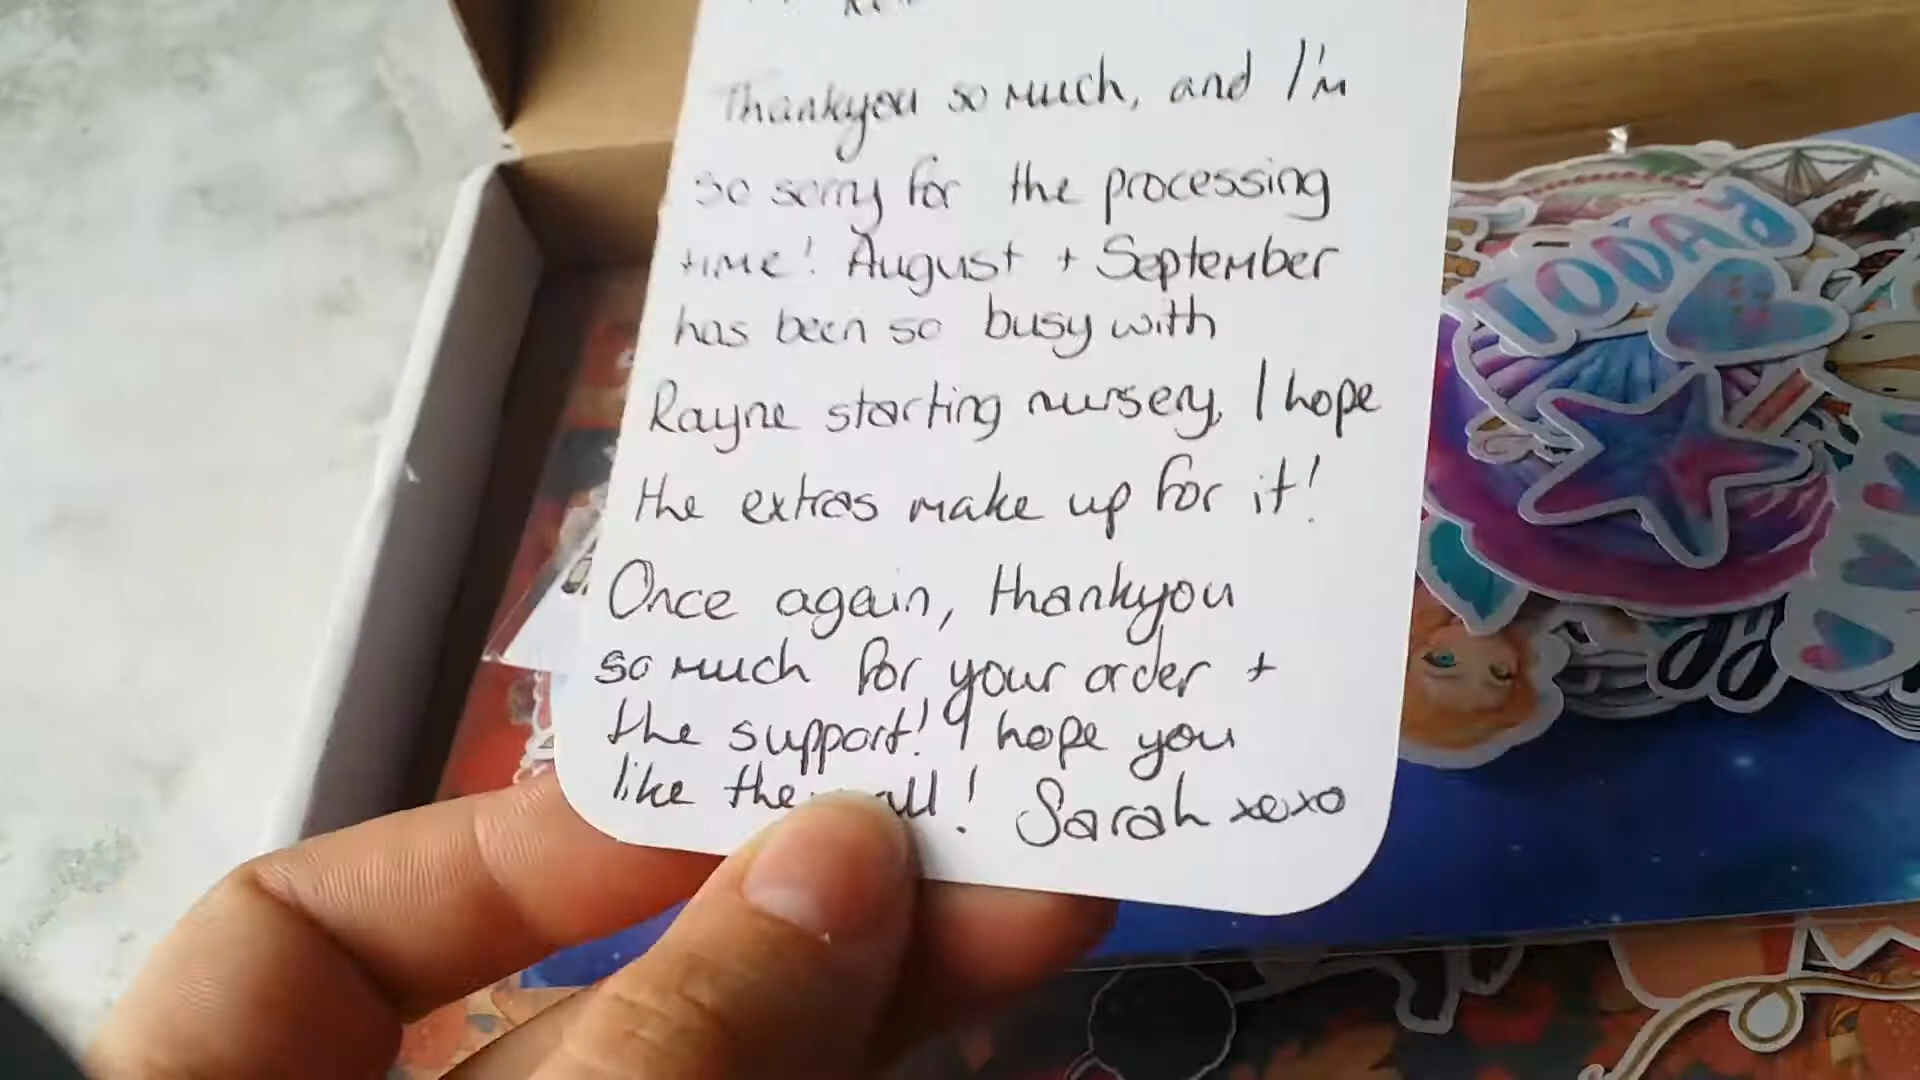 Thankyou so much, and I'm
so sorry for the processing
time! August + September
has been so busy with
Rayne starting nursery, I hope
the extras make up for it!
Once again, thankyou
so much for your order +
the support! I hope you
like all! Sarah xoxo
TODAY